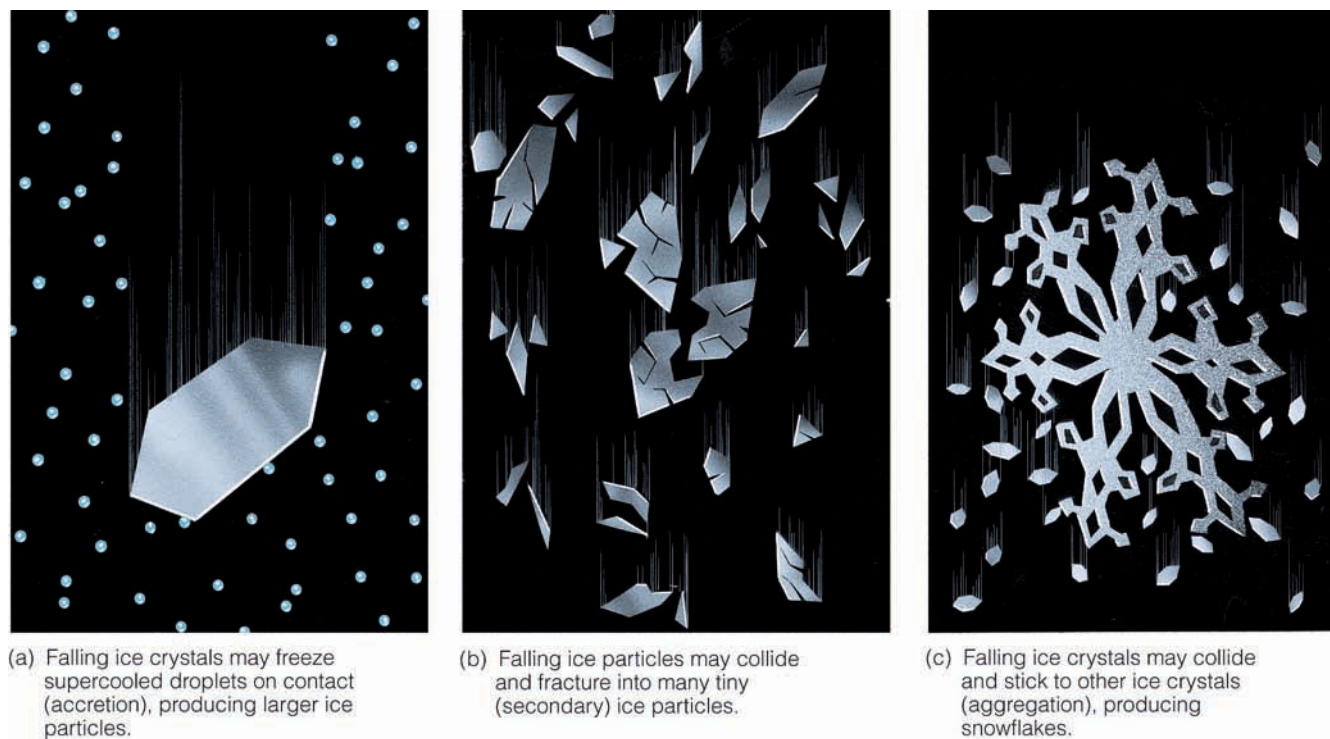 (a) Falling ice crystals may freeze
supercooled droplets on contact
(accretion), producing larger ice
particles.
(b) Falling ice particles may collide
and fracture into many tiny
(secondary) ice particles.
(c) Falling ice crystals may collide
and stick to other ice crystals
(aggregation), producing
snowflakes.